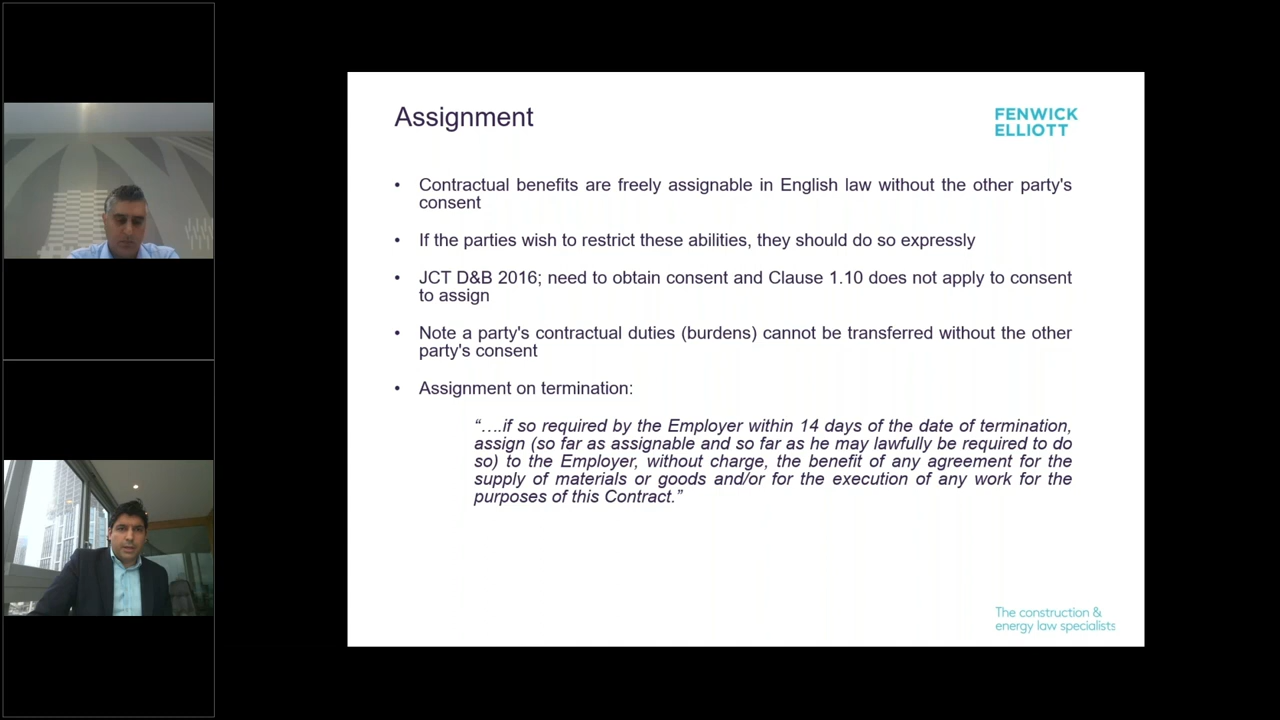 Assignment
FENWICK
ELLIOTT
• Contractual benefits are freely assignable in English law without the other party's
consent
• If the parties wish to restrict these abilities, they should do so expressly
• JCT D&B 2016; need to obtain consent and Clause 1.10 does not apply to consent
to assign
• Note a party's contractual duties (burdens) cannot be transferred without the other
party's consent
• Assignment on termination:
“….if so required by the Employer within 14 days of the date of termination,
assign (so far as assignable and so far as he may lawfully be required to do
so) to the Employer, without charge, the benefit of any agreement for the
supply of materials or goods and/or for the execution of any work for the
purposes of this Contract.”
The construction &
energy law specialists